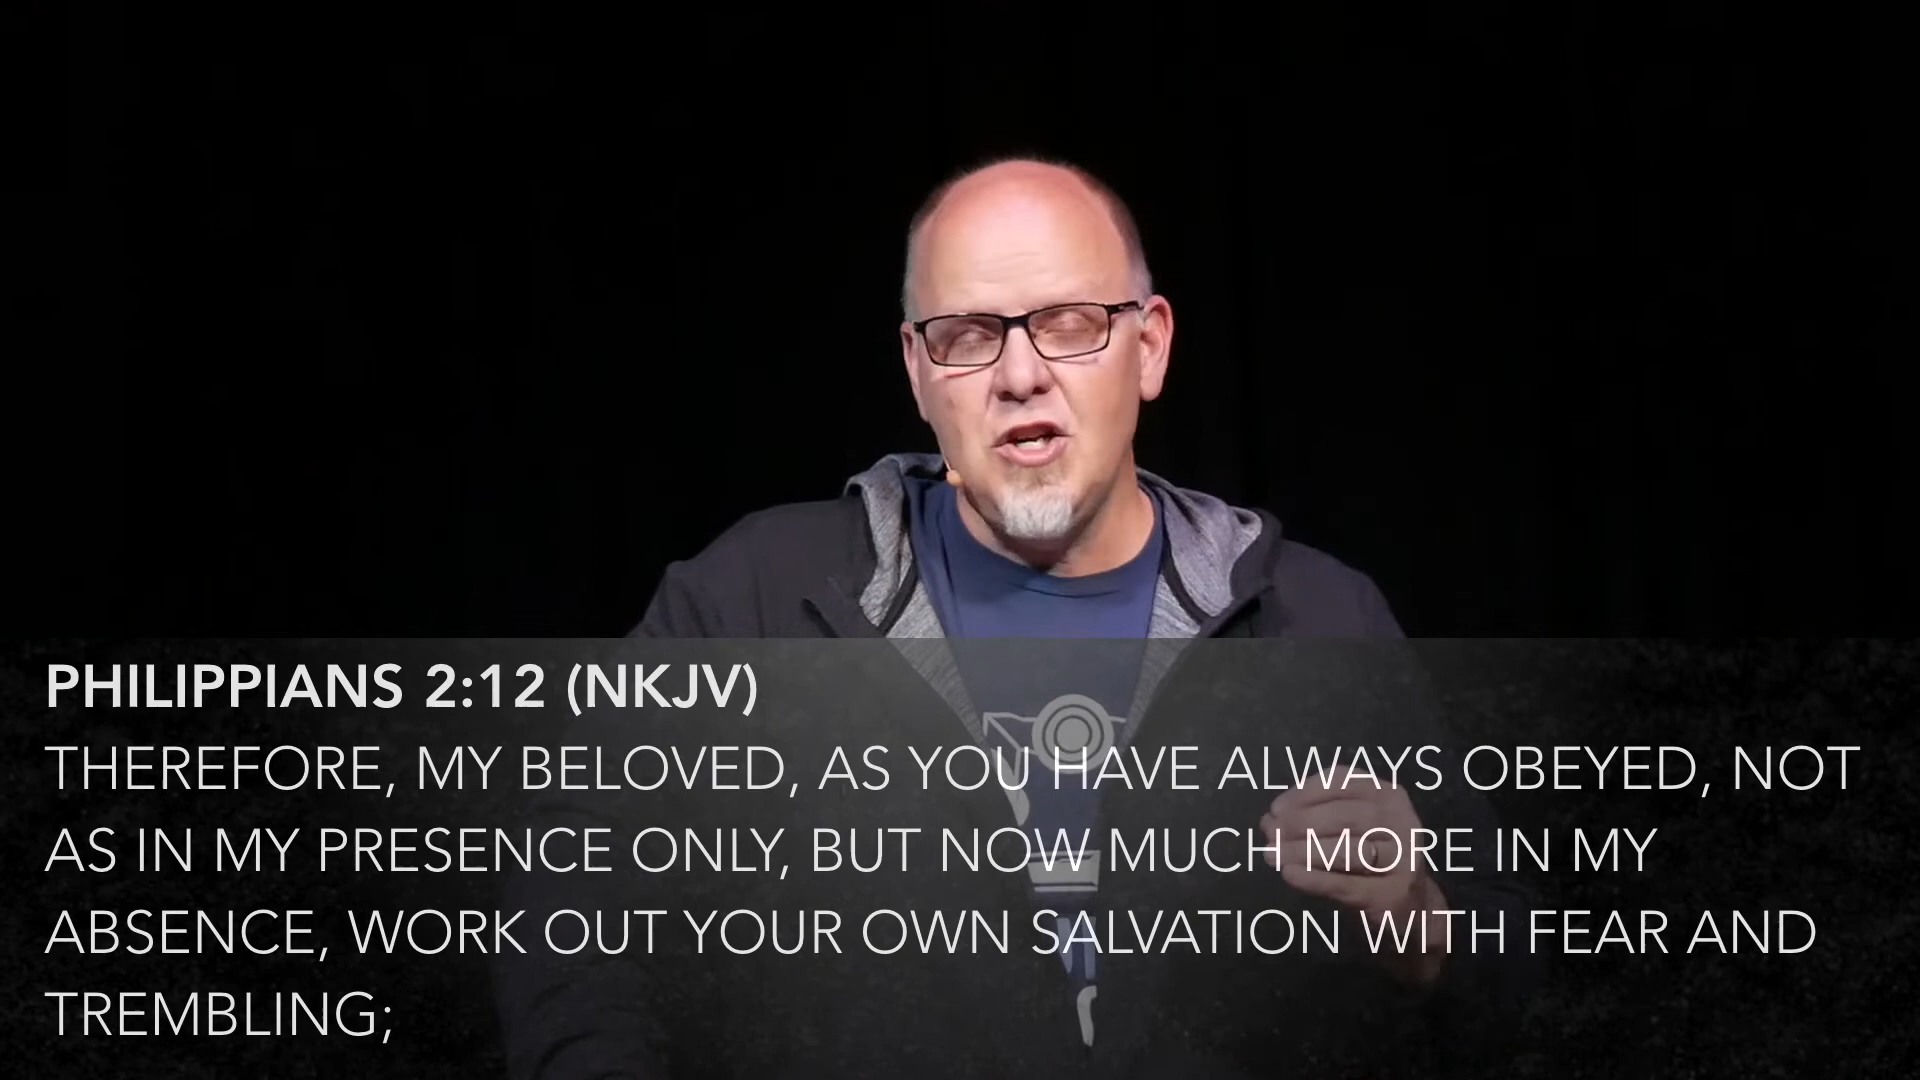 PHILIPPIANS 2:12 (NKJV)
THEREFORE, MY BELOVED, AS YOU HAVE ALWAYS OBEYED, NOT
AS IN MY PRESENCE ONLY, BUT NOW MUCH MORE IN MY
ABSENCE, WORK OUT YOUR OWN SALVATION WITH FEAR AND
TREMBLING;